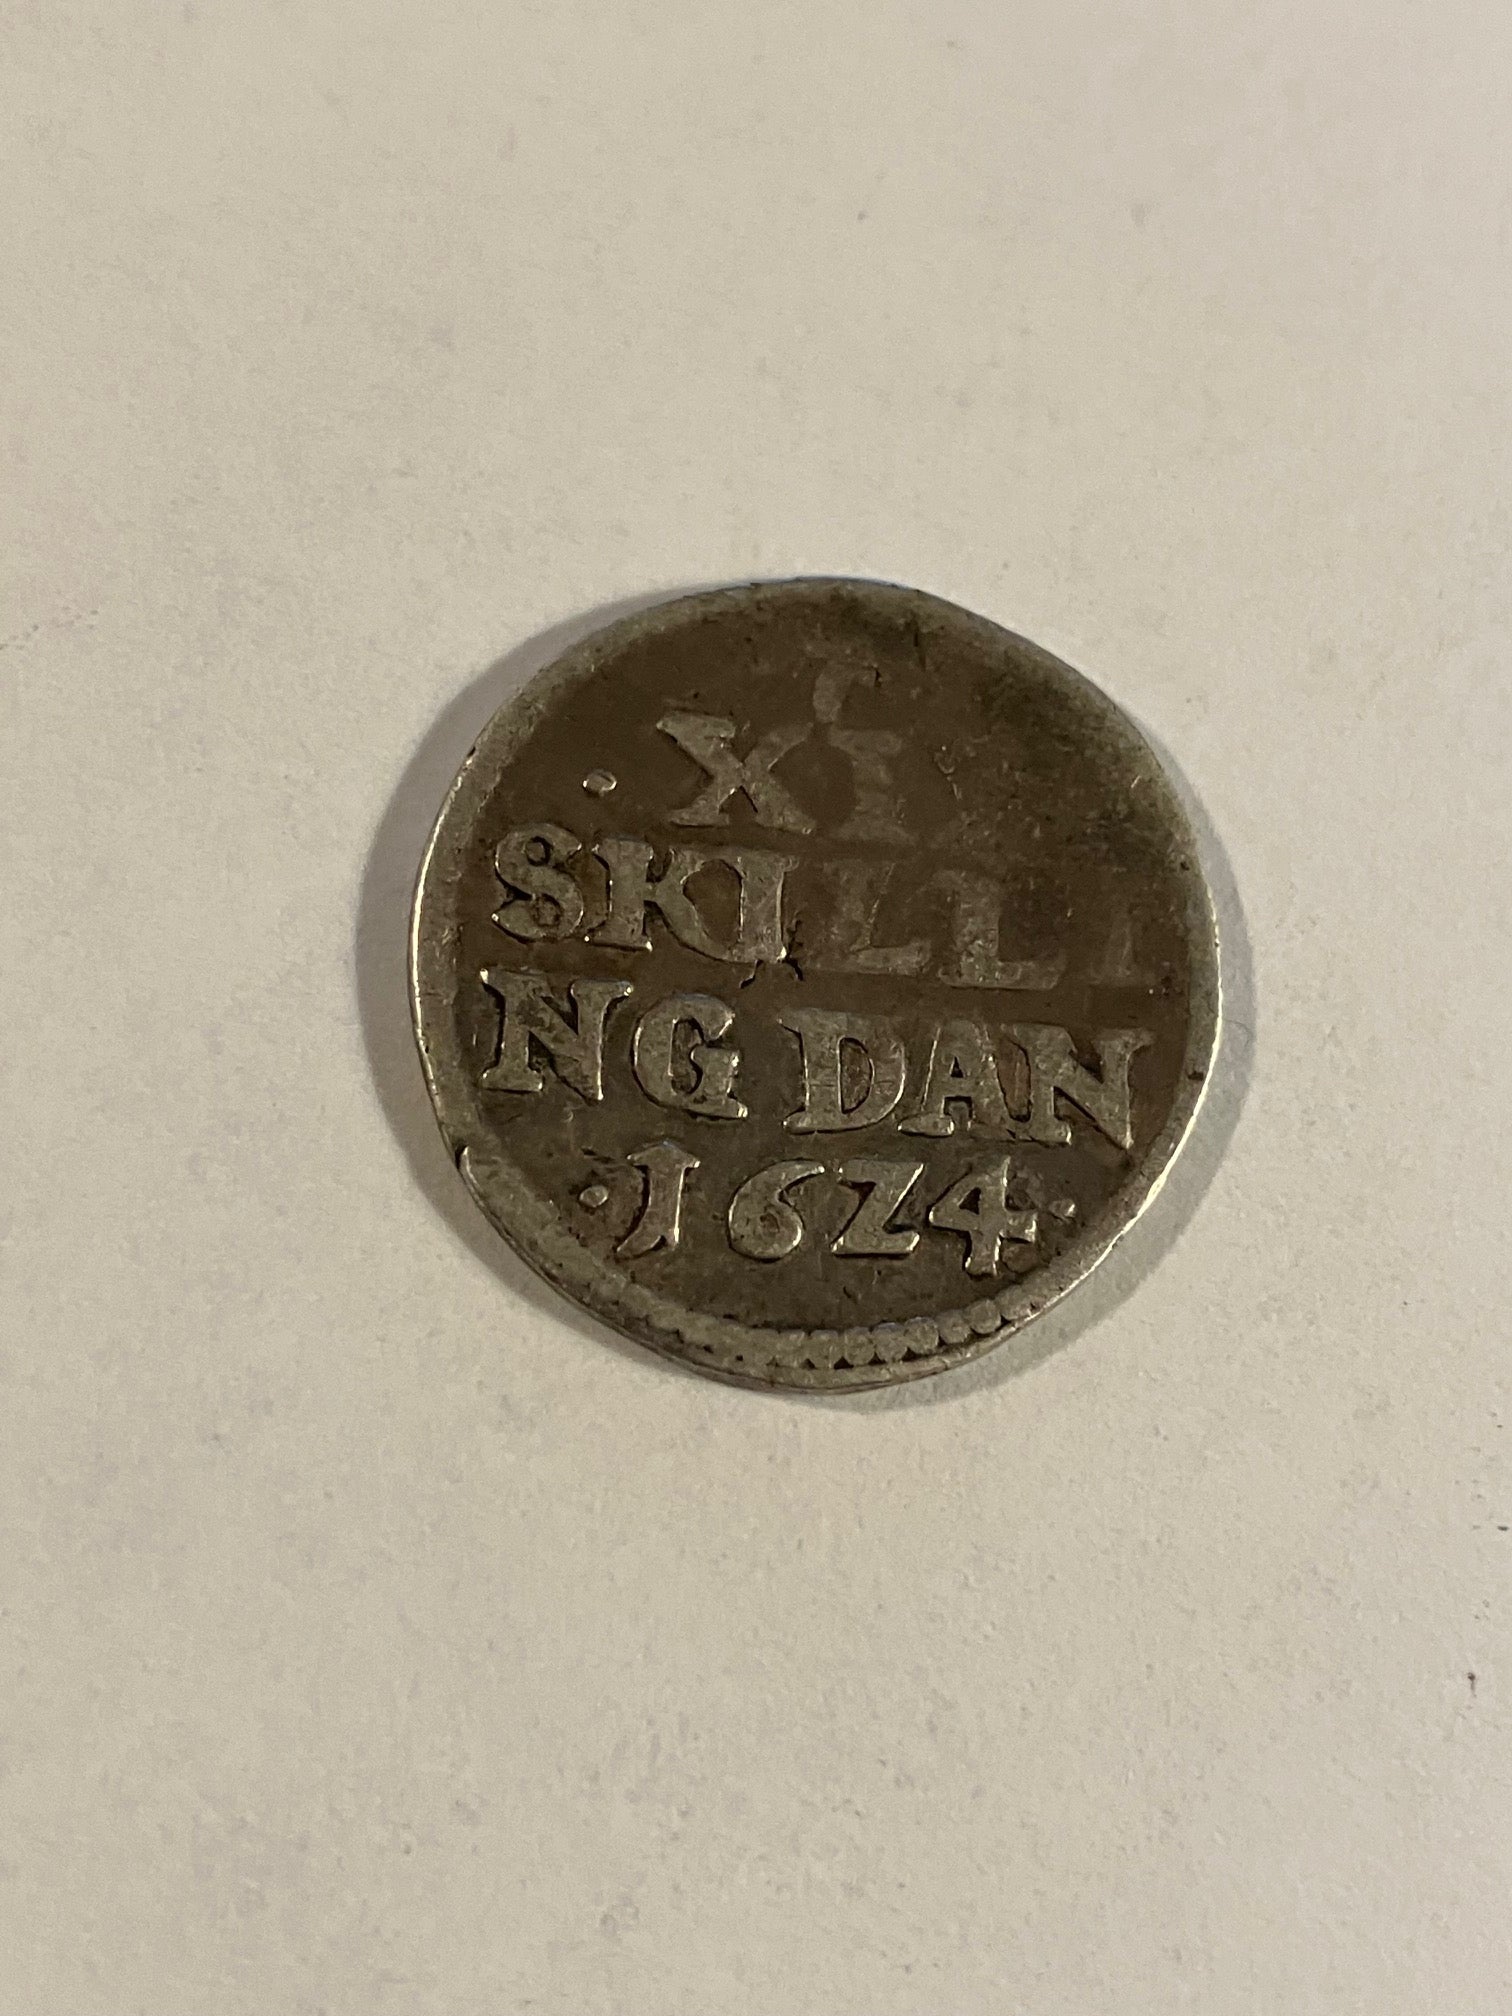 · XI
SKILLI
NG DAN
· 1624 ·